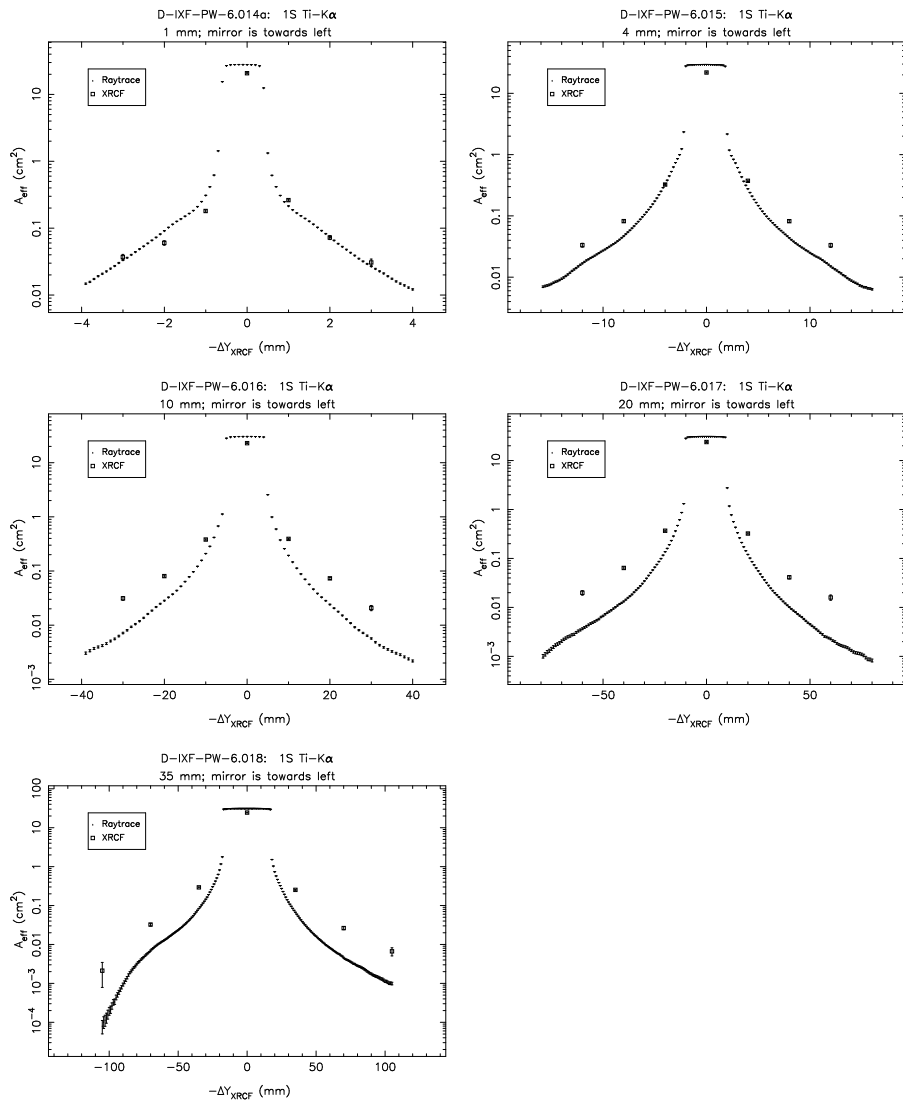 D-IXF-PW-6.014a: 1S Ti-Kα
1 mm; mirror is towards left
Raytrace
XRCF
A_eff (cm²)
10
1
0.1
0.01
−4 −2 0 2 4
−ΔY_XRCF (mm)
D-IXF-PW-6.015: 1S Ti-Kα
4 mm; mirror is towards left
Raytrace
XRCF
A_eff (cm²)
10
1
0.1
0.01
−10 0 10
−ΔY_XRCF (mm)
D-IXF-PW-6.016: 1S Ti-Kα
10 mm; mirror is towards left
Raytrace
XRCF
A_eff (cm²)
10
1
0.1
0.01
10⁻³
−40 −20 0 20 40
−ΔY_XRCF (mm)
D-IXF-PW-6.017: 1S Ti-Kα
20 mm; mirror is towards left
Raytrace
XRCF
A_eff (cm²)
10
1
0.1
0.01
10⁻³
−50 0 50
−ΔY_XRCF (mm)
D-IXF-PW-6.018: 1S Ti-Kα
35 mm; mirror is towards left
Raytrace
XRCF
A_eff (cm²)
100
10
1
0.1
0.01
10⁻³
10⁻⁴
−100 −50 0 50 100
−ΔY_XRCF (mm)